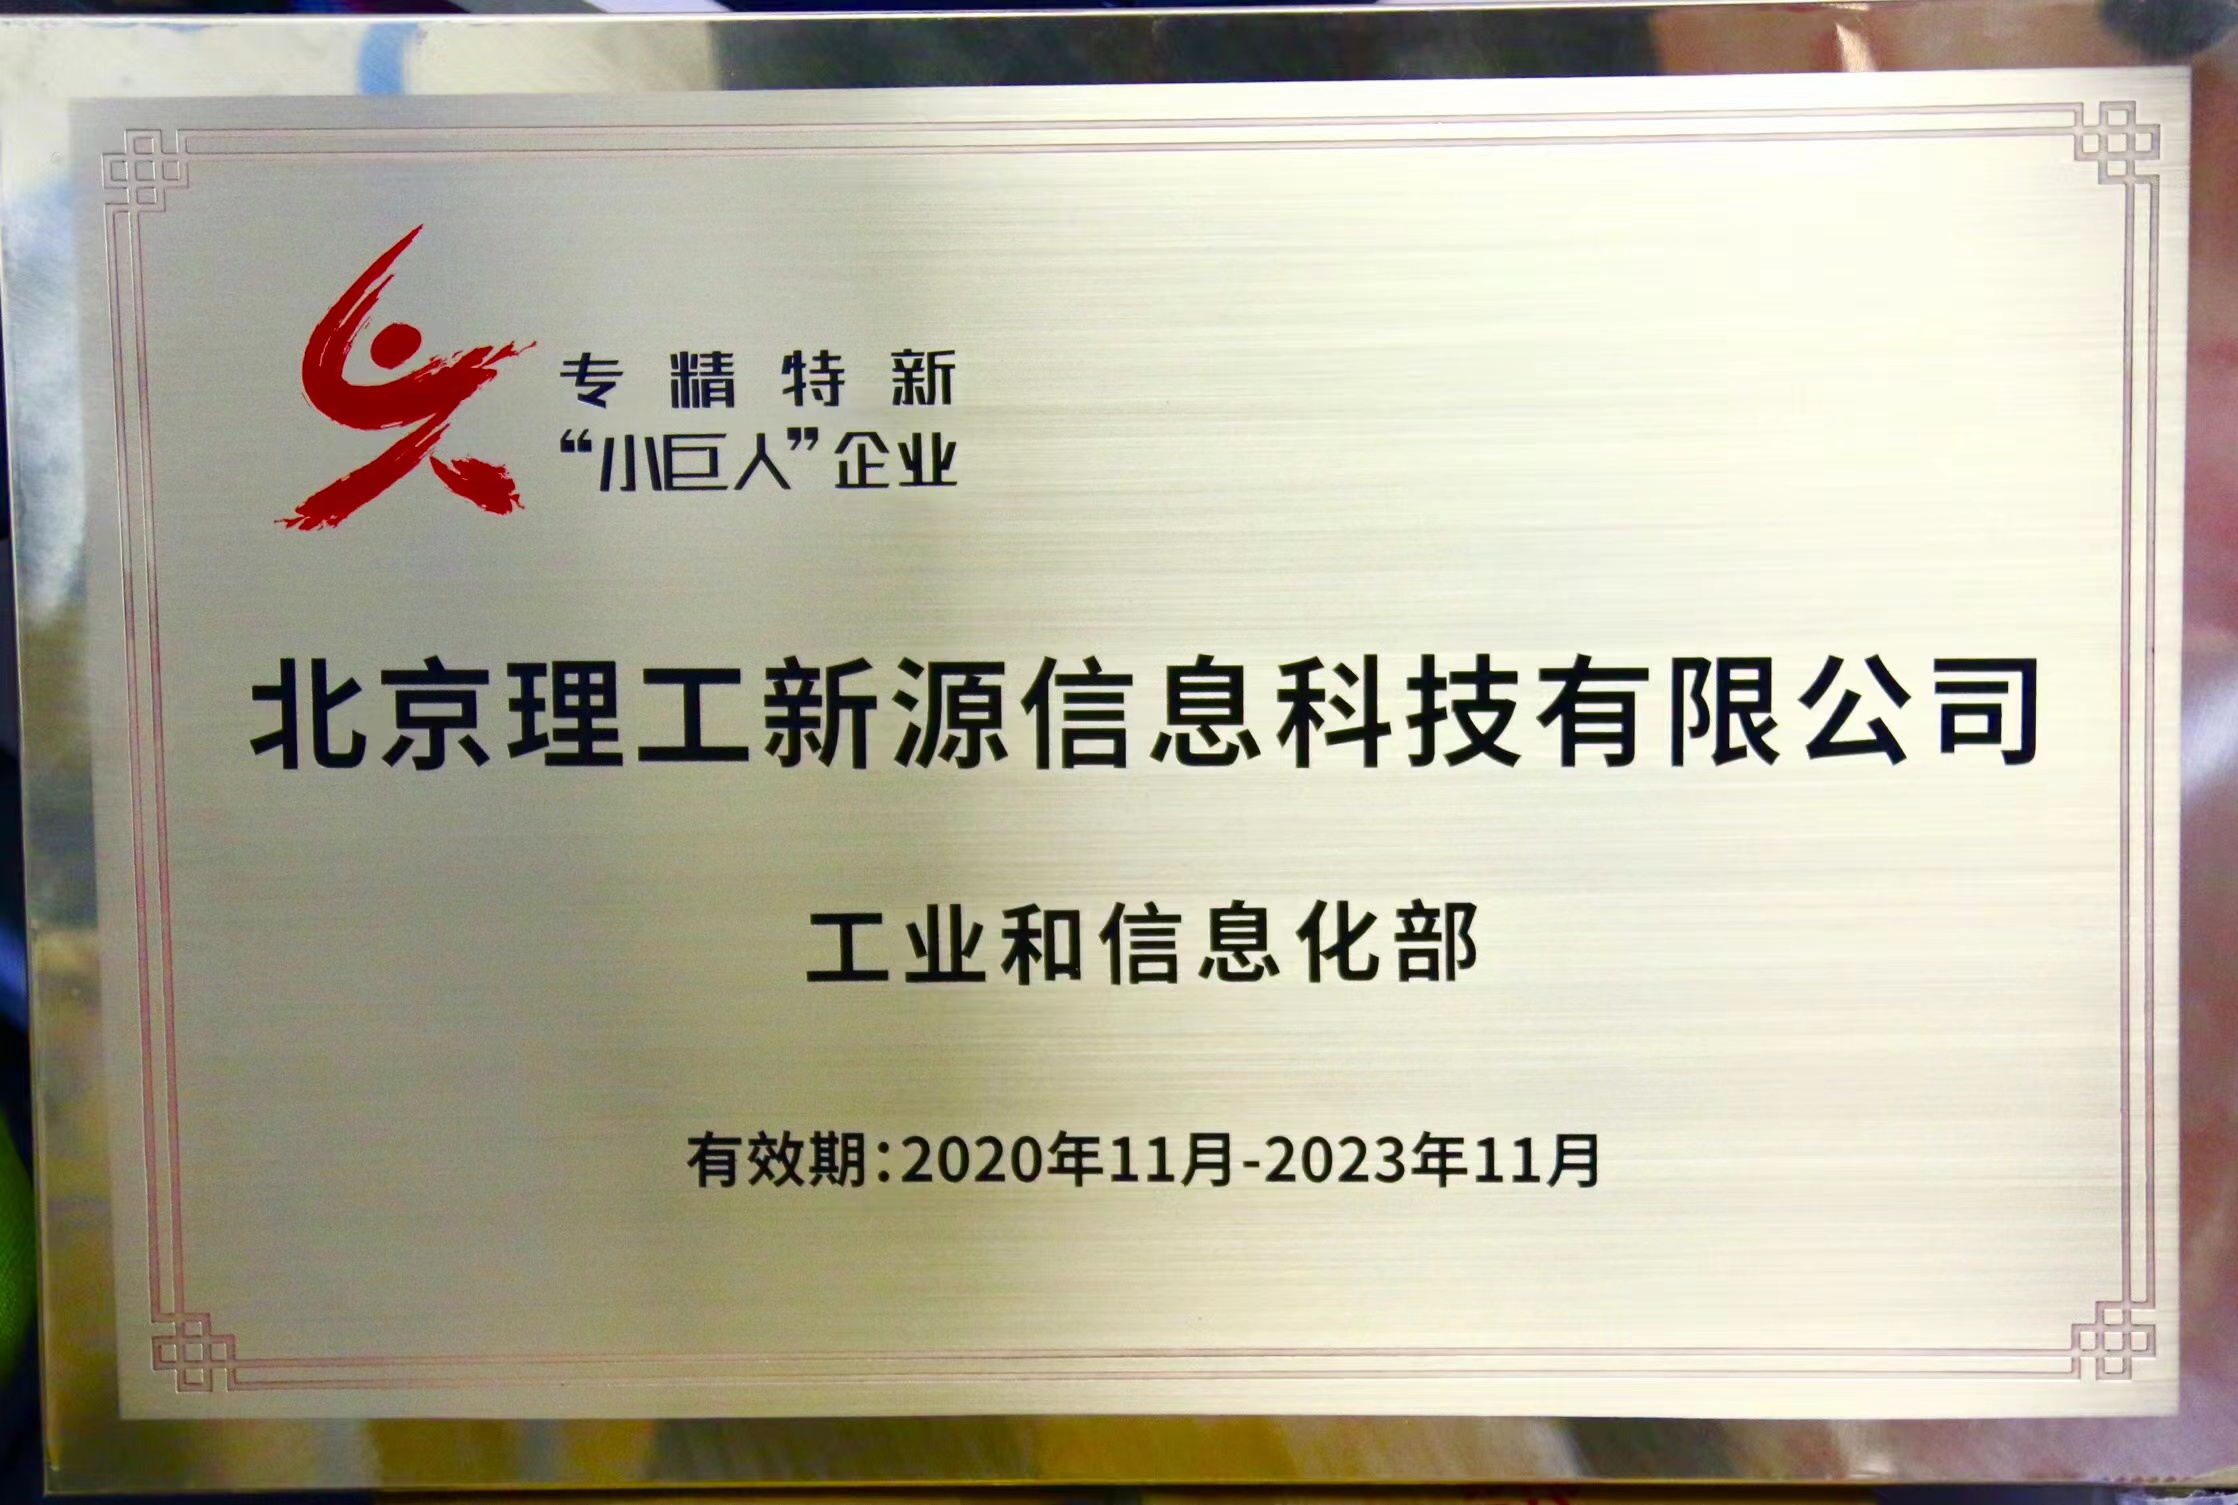 专精特新
“小巨人”企业
北京理工新源信息科技有限公司
工业和信息化部
有效期:2020年11月-2023年11月